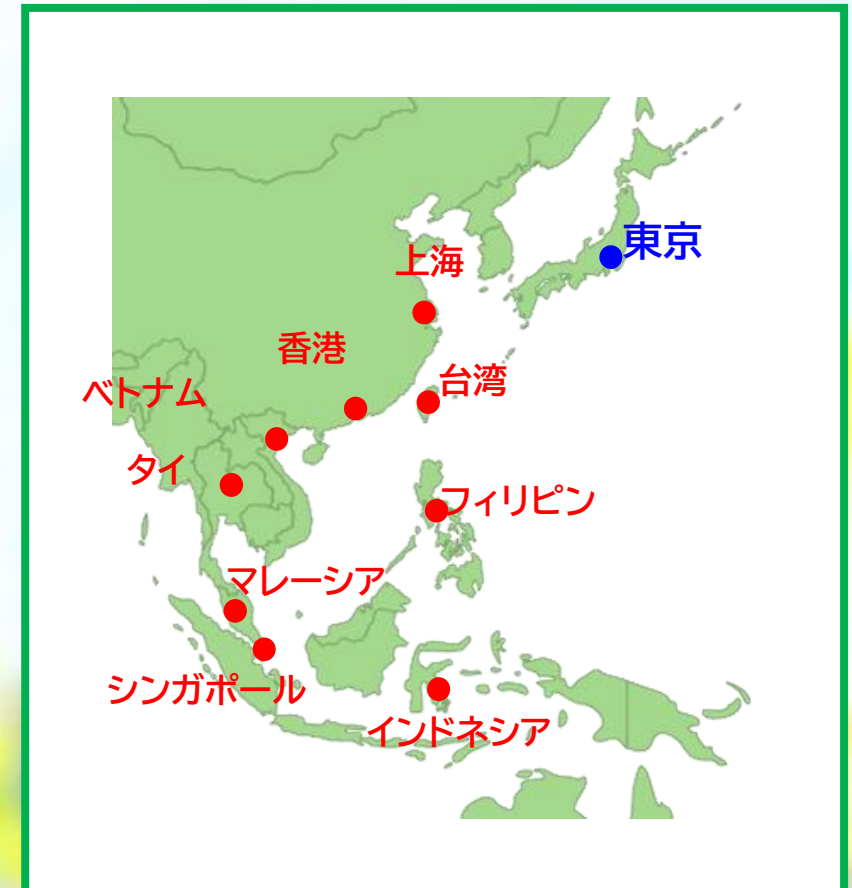 東京
上海
香港
台湾
ベトナム
タイ
フィリピン
マレーシア
シンガポール
インドネシア